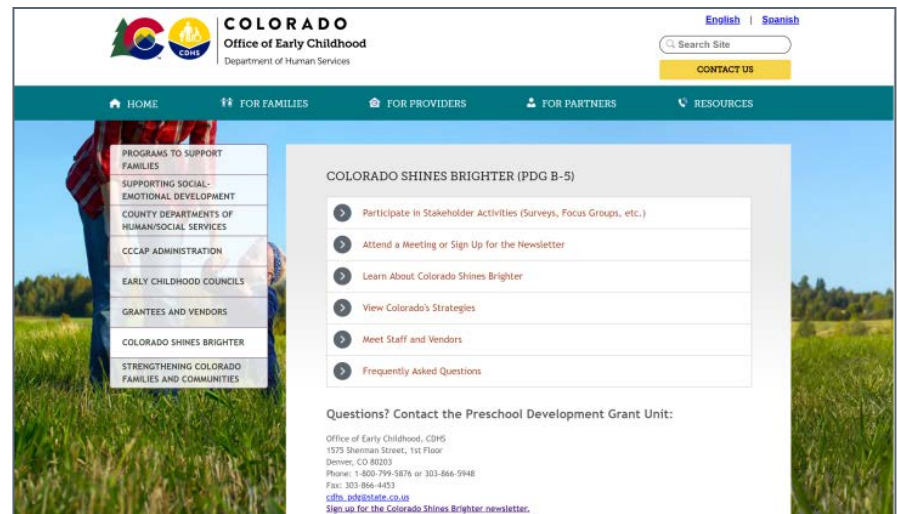 COLORADO
Office of Early Childhood
Department of Human Services
CDHS
English | Spanish
Search Site
CONTACT US
HOME
FOR FAMILIES
FOR PROVIDERS
FOR PARTNERS
RESOURCES
PROGRAMS TO SUPPORT
FAMILIES
SUPPORTING SOCIAL-
EMOTIONAL DEVELOPMENT
COUNTY DEPARTMENTS OF
HUMAN/SOCIAL SERVICES
CCCAP ADMINISTRATION
EARLY CHILDHOOD COUNCILS
GRANTEES AND VENDORS
COLORADO SHINES BRIGHTER
STRENGTHENING COLORADO
FAMILIES AND COMMUNITIES
COLORADO SHINES BRIGHTER (PDG B-5)
Participate in Stakeholder Activities (Surveys, Focus Groups, etc.)
Attend a Meeting or Sign Up for the Newsletter
Learn About Colorado Shines Brighter
View Colorado's Strategies
Meet Staff and Vendors
Frequently Asked Questions
Questions? Contact the Preschool Development Grant Unit:
Office of Early Childhood, CDHS
1575 Sherman Street, 1st Floor
Denver, CO 80203
Phone: 1-800-799-5876 or 303-866-5948
Fax: 303-866-4453
cdhs_pdg@state.co.us
Sign up for the Colorado Shines Brighter newsletter.